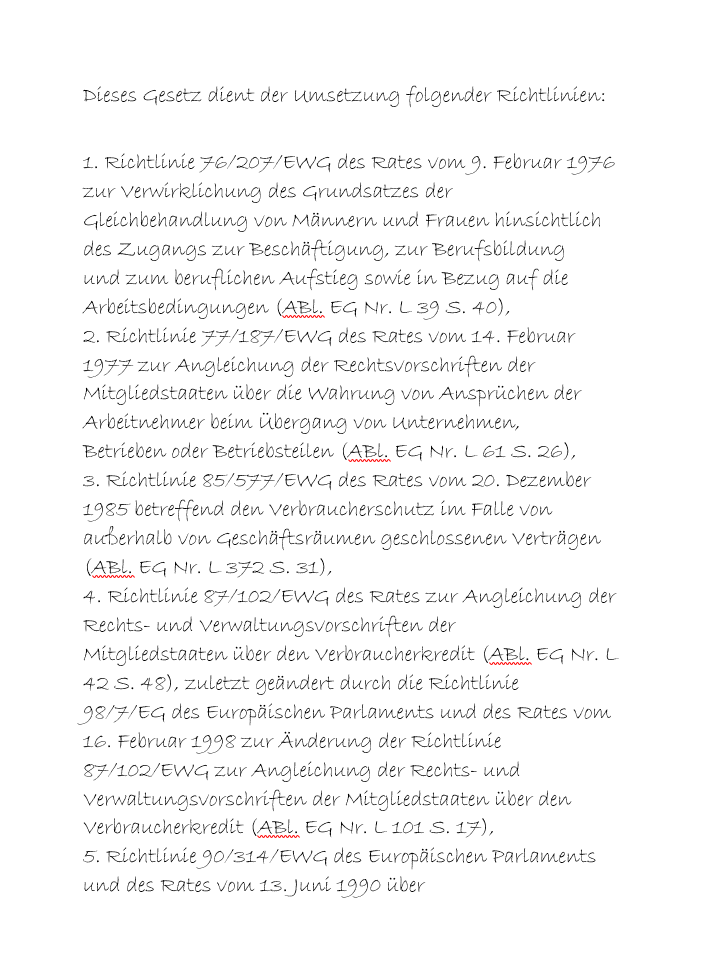 Dieses Gesetz dient der Umsetzung folgender Richtlinien:
1. Richtlinie 76/207/EWG des Rates vom 9. Februar 1976
zur Verwirklichung des Grundsatzes der
Gleichbehandlung von Männern und Frauen hinsichtlich
des Zugangs zur Beschäftigung, zur Berufsbildung
und zum beruflichen Aufstieg sowie in Bezug auf die
Arbeitsbedingungen (ABl. EG Nr. L 39 S. 40),
2. Richtlinie 77/187/EWG des Rates vom 14. Februar
1977 zur Angleichung der Rechtsvorschriften der
Mitgliedstaaten über die Wahrung von Ansprüchen der
Arbeitnehmer beim Übergang von Unternehmen,
Betrieben oder Betriebsteilen (ABl. EG Nr. L 61 S. 26),
3. Richtlinie 85/577/EWG des Rates vom 20. Dezember
1985 betreffend den Verbraucherschutz im Falle von
außerhalb von Geschäftsräumen geschlossenen Verträgen
(ABl. EG Nr. L 372 S. 31),
4. Richtlinie 87/102/EWG des Rates zur Angleichung der
Rechts- und Verwaltungsvorschriften der
Mitgliedstaaten über den Verbraucherkredit (ABl. EG Nr. L
42 S. 48), zuletzt geändert durch die Richtlinie
98/7/EG des Europäischen Parlaments und des Rates vom
16. Februar 1998 zur Änderung der Richtlinie
87/102/EWG zur Angleichung der Rechts- und
Verwaltungsvorschriften der Mitgliedstaaten über den
Verbraucherkredit (ABl. EG Nr. L 101 S. 17),
5. Richtlinie 90/314/EWG des Europäischen Parlaments
und des Rates vom 13. Juni 1990 über